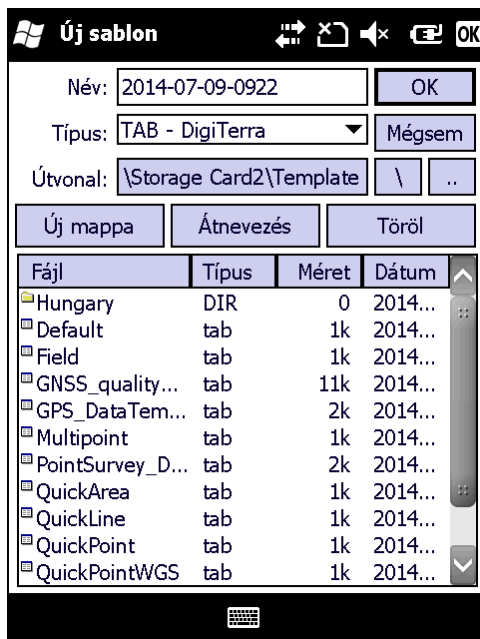 Új sablon OK
Név: 2014-07-09-0922 OK
Típus: TAB - DigiTerra Mégsem
Útvonal: \Storage Card2\Template \ ..
Új mappa Átnevezés Töröl
Fájl Típus Méret Dátum
Hungary DIR 0 2014...
Default tab 1k 2014...
Field tab 1k 2014...
GNSS_quality... tab 11k 2014...
GPS_DataTem... tab 2k 2014...
Multipoint tab 1k 2014...
PointSurvey_D... tab 2k 2014...
QuickArea tab 1k 2014...
QuickLine tab 1k 2014...
QuickPoint tab 1k 2014...
QuickPointWGS tab 1k 2014...